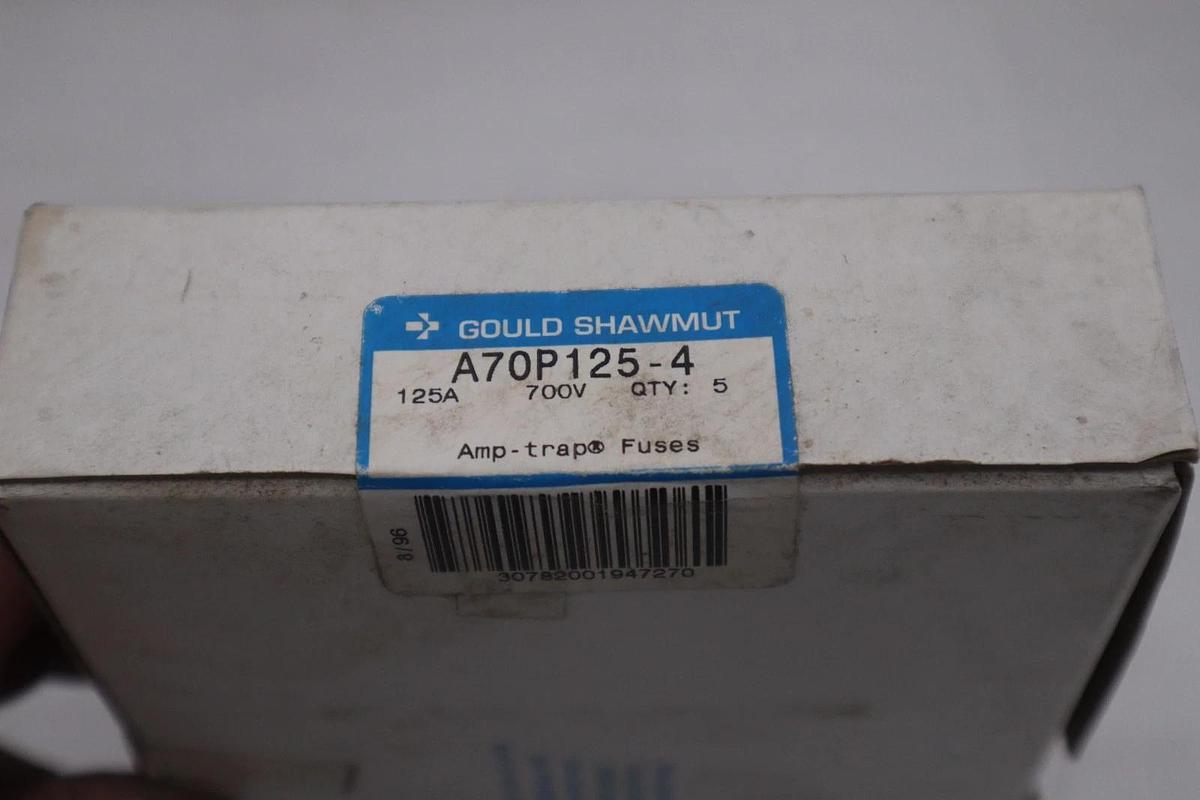 GOULD SHAWMUT
A70P125-4
125A 700V QTY: 5
Amp-trap® Fuses
8/96
30782001947270